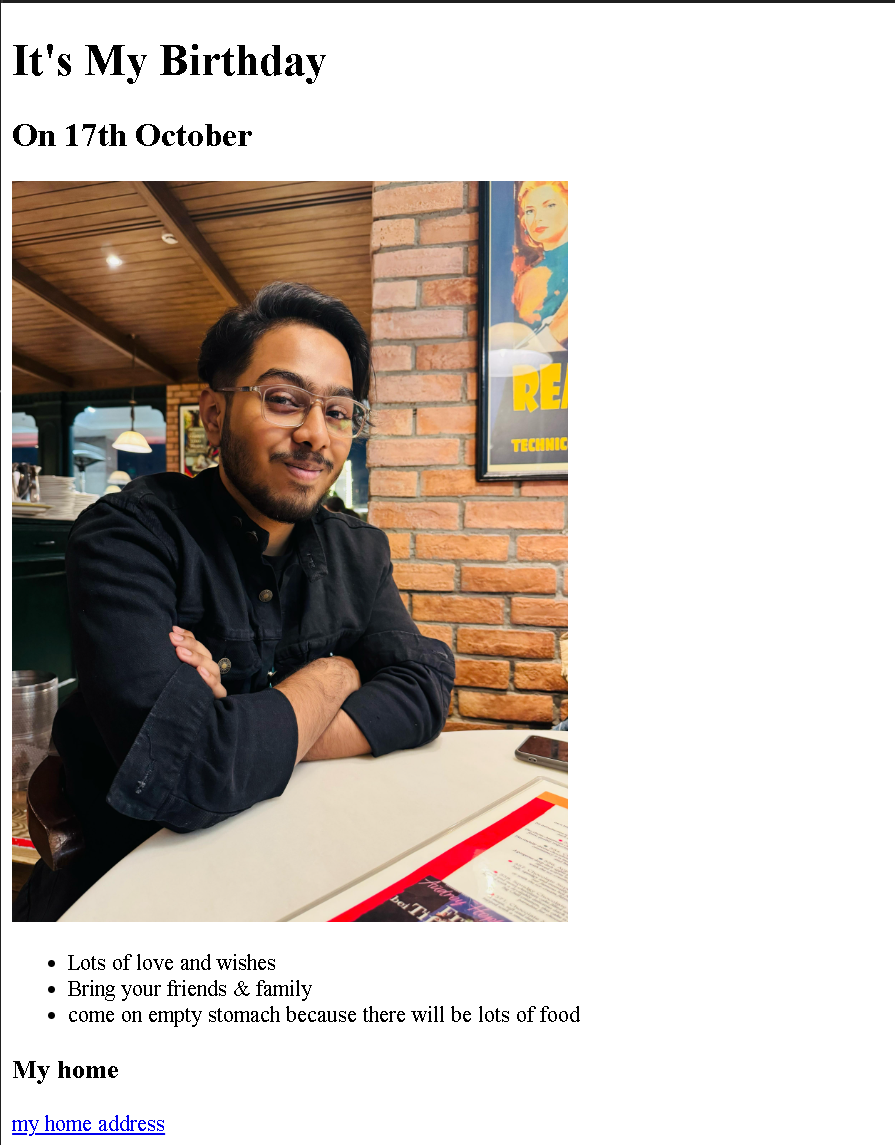 It's My Birthday
On 17th October
REA
TECHNIC
Lots of love and wishes
Bring your friends & family
come on empty stomach because there will be lots of food
My home
my home address